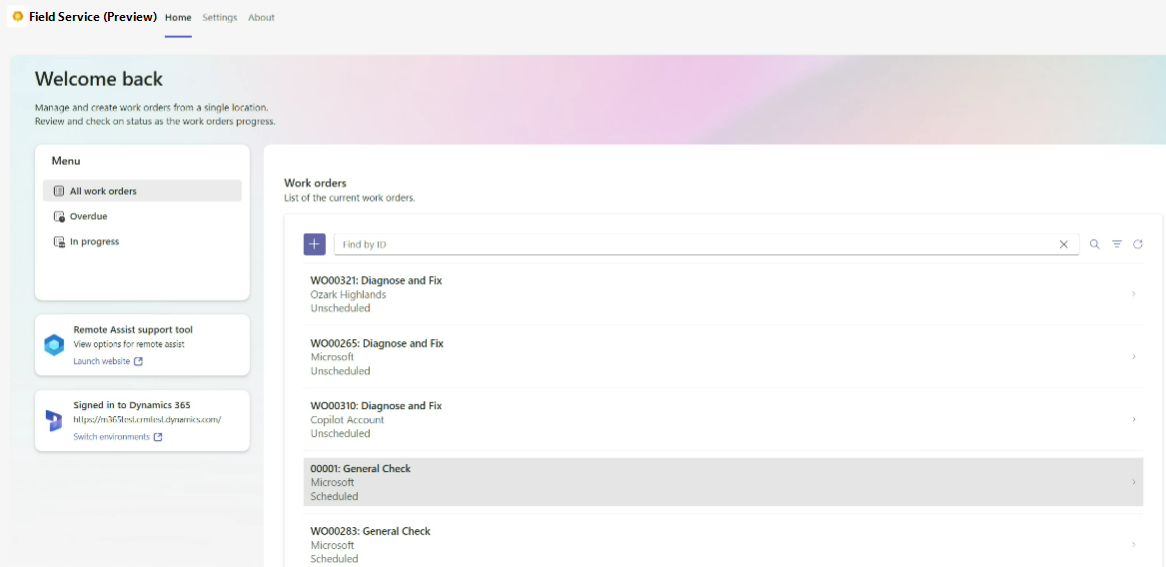 Field Service (Preview) Home Settings About
Welcome back
Manage and create work orders from a single location.
Review and check on status as the work orders progress.
Menu
All work orders
Overdue
In progress
Remote Assist support tool
View options for remote assist
Launch website
Signed in to Dynamics 365
https://m365test.crmtest.dynamics.com/
Switch environments
Work orders
List of the current work orders.
Find by ID
WO00321: Diagnose and Fix
Ozark Highlands
Unscheduled
WO00265: Diagnose and Fix
Microsoft
Unscheduled
WO00310: Diagnose and Fix
Copilot Account
Unscheduled
00001: General Check
Microsoft
Scheduled
WO00283: General Check
Microsoft
Scheduled